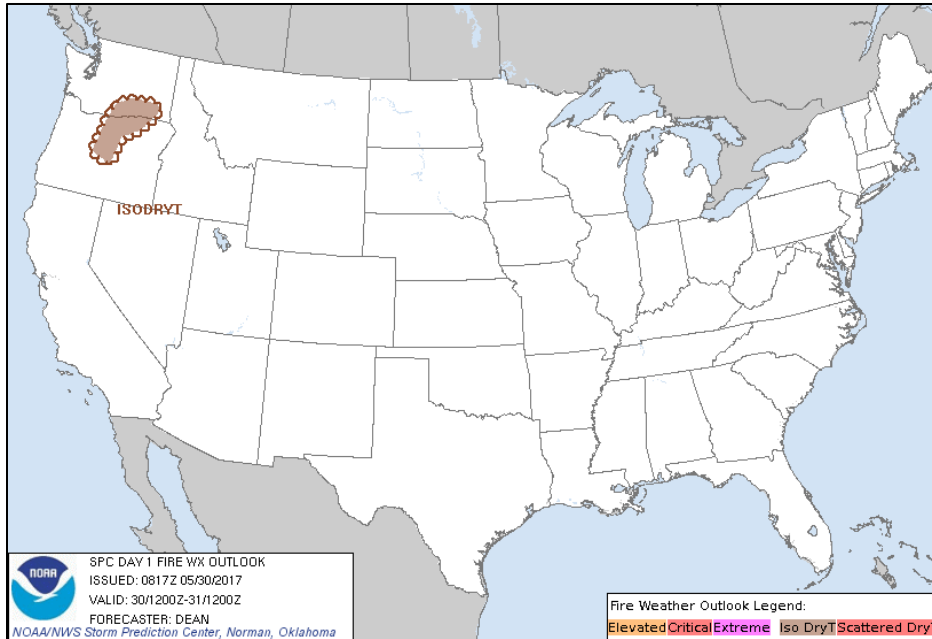 ISODRYT
NOAA
SPC DAY 1 FIRE WX OUTLOOK
ISSUED: 0817Z 05/30/2017
VALID: 30/1200Z-31/1200Z
FORECASTER: DEAN
NOAA/NWS Storm Prediction Center, Norman, Oklahoma
Fire Weather Outlook Legend:
Elevated Critical Extreme Iso DryT Scattered DryT